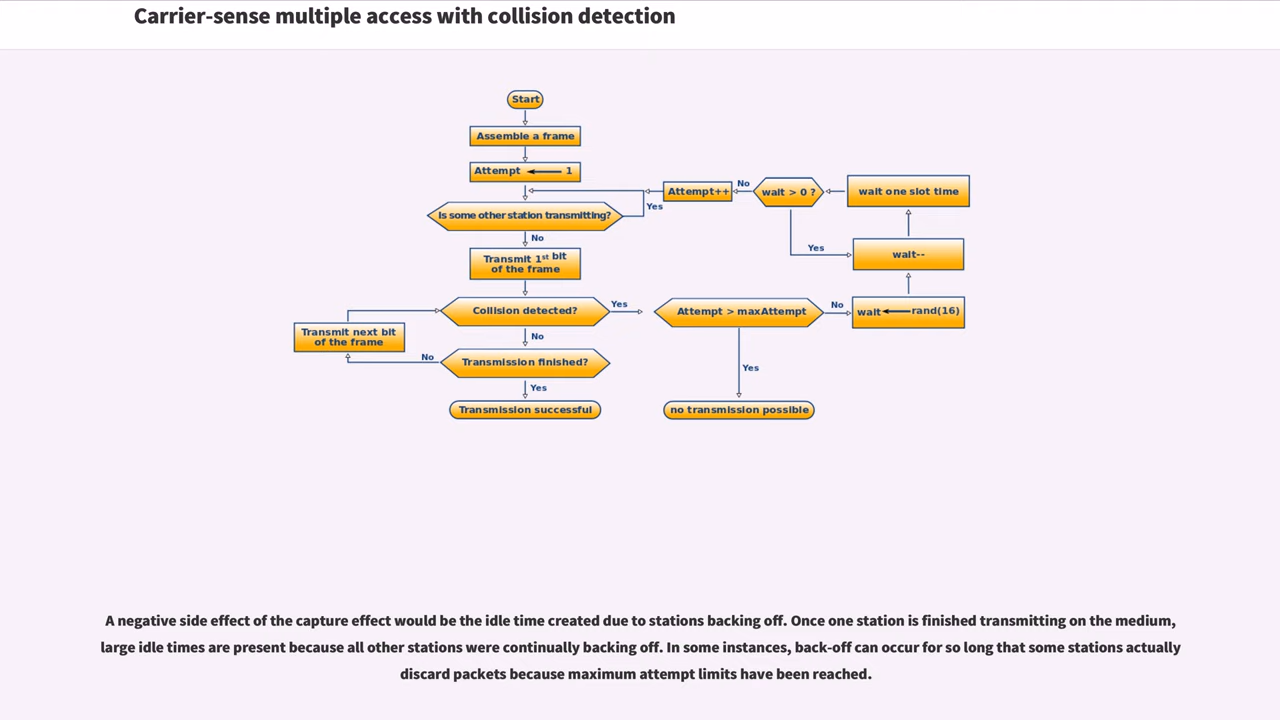 Carrier-sense multiple access with collision detection
Start
Assemble a frame
Attempt ← 1
Is some other station transmitting?
Yes
Attempt++
No
wait > 0 ?
wait one slot time
No
Yes
wait--
Transmit 1st bit
of the frame
Collision detected?
Yes
Attempt > maxAttempt
No
wait ← rand(16)
Transmit next bit
of the frame
No
No
Transmission finished?
Yes
Yes
Transmission successful
no transmission possible
A negative side effect of the capture effect would be the idle time created due to stations backing off. Once one station is finished transmitting on the medium,
large idle times are present because all other stations were continually backing off. In some instances, back-off can occur for so long that some stations actually
discard packets because maximum attempt limits have been reached.